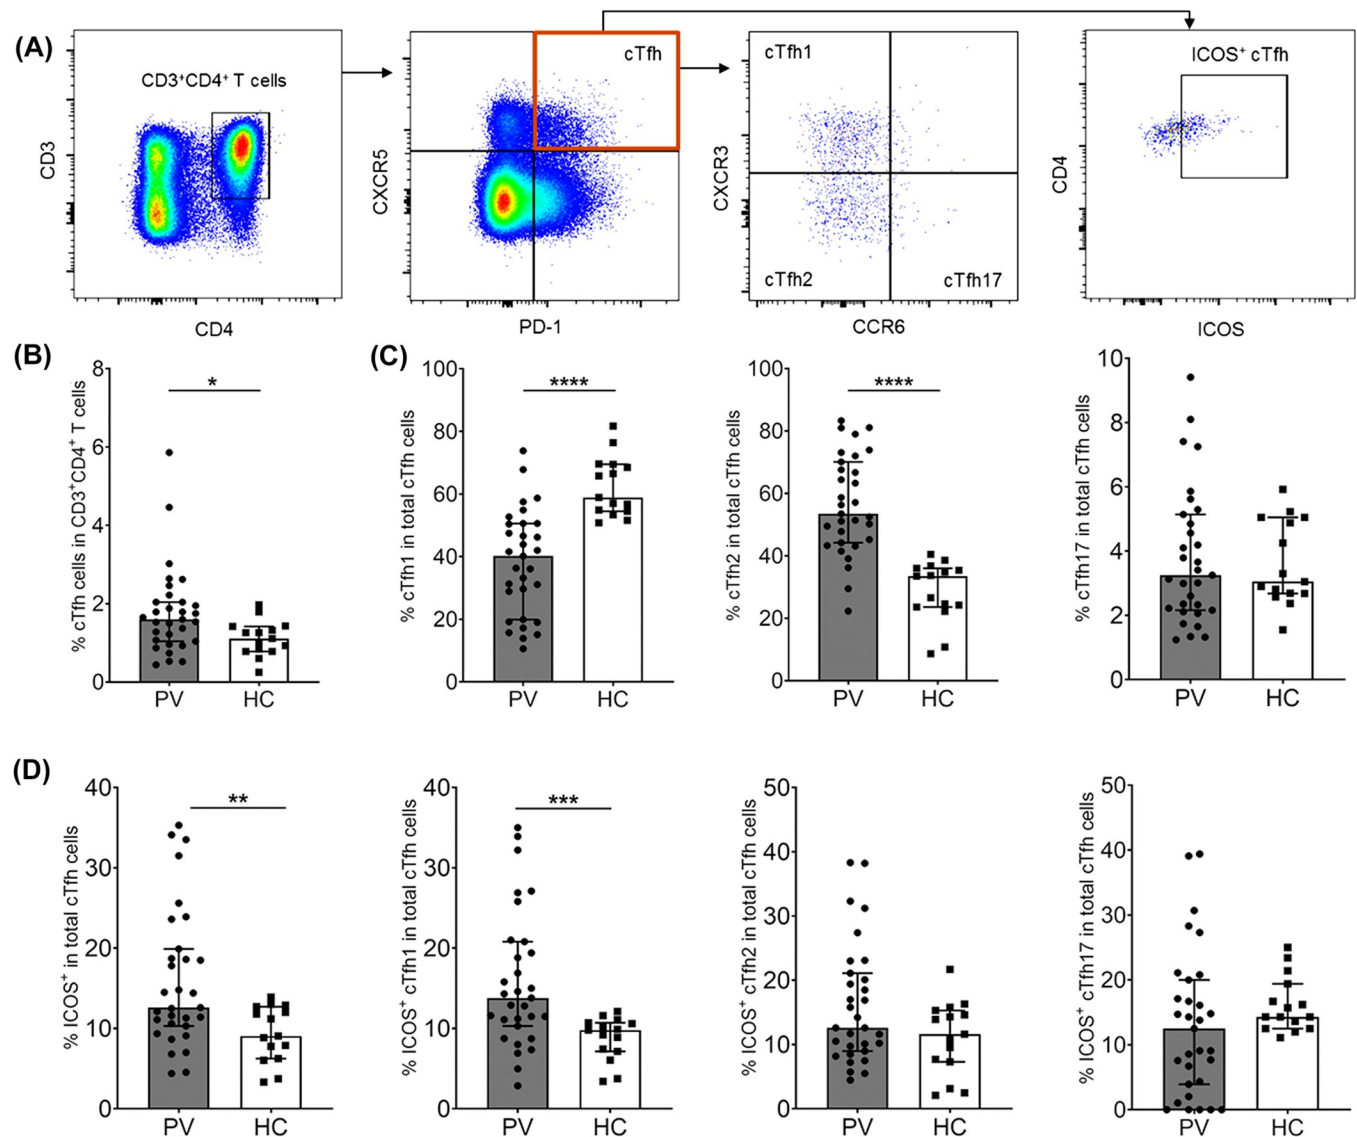 (A)
CD3⁺CD4⁺ T cells
CD3
CD4
cTfh
CXCR5
PD-1
cTfh1
cTfh2
cTfh17
CXCR3
CCR6
ICOS⁺ cTfh
CD4
ICOS
(B)
% cTfh cells in CD3⁺CD4⁺ T cells
8
6
4
2
0
*
PV
HC
(C)
% cTfh1 in total cTfh cells
100
80
60
40
20
0
****
PV
HC
% cTfh2 in total cTfh cells
100
80
60
40
20
0
****
PV
HC
% cTfh17 in total cTfh cells
10
8
6
4
2
0
PV
HC
(D)
% ICOS⁺ in total cTfh cells
40
30
20
10
0
**
PV
HC
% ICOS⁺ cTfh1 in total cTfh cells
40
30
20
10
0
***
PV
HC
% ICOS⁺ cTfh2 in total cTfh cells
50
40
30
20
10
0
PV
HC
% ICOS⁺ cTfh17 in total cTfh cells
50
40
30
20
10
0
PV
HC